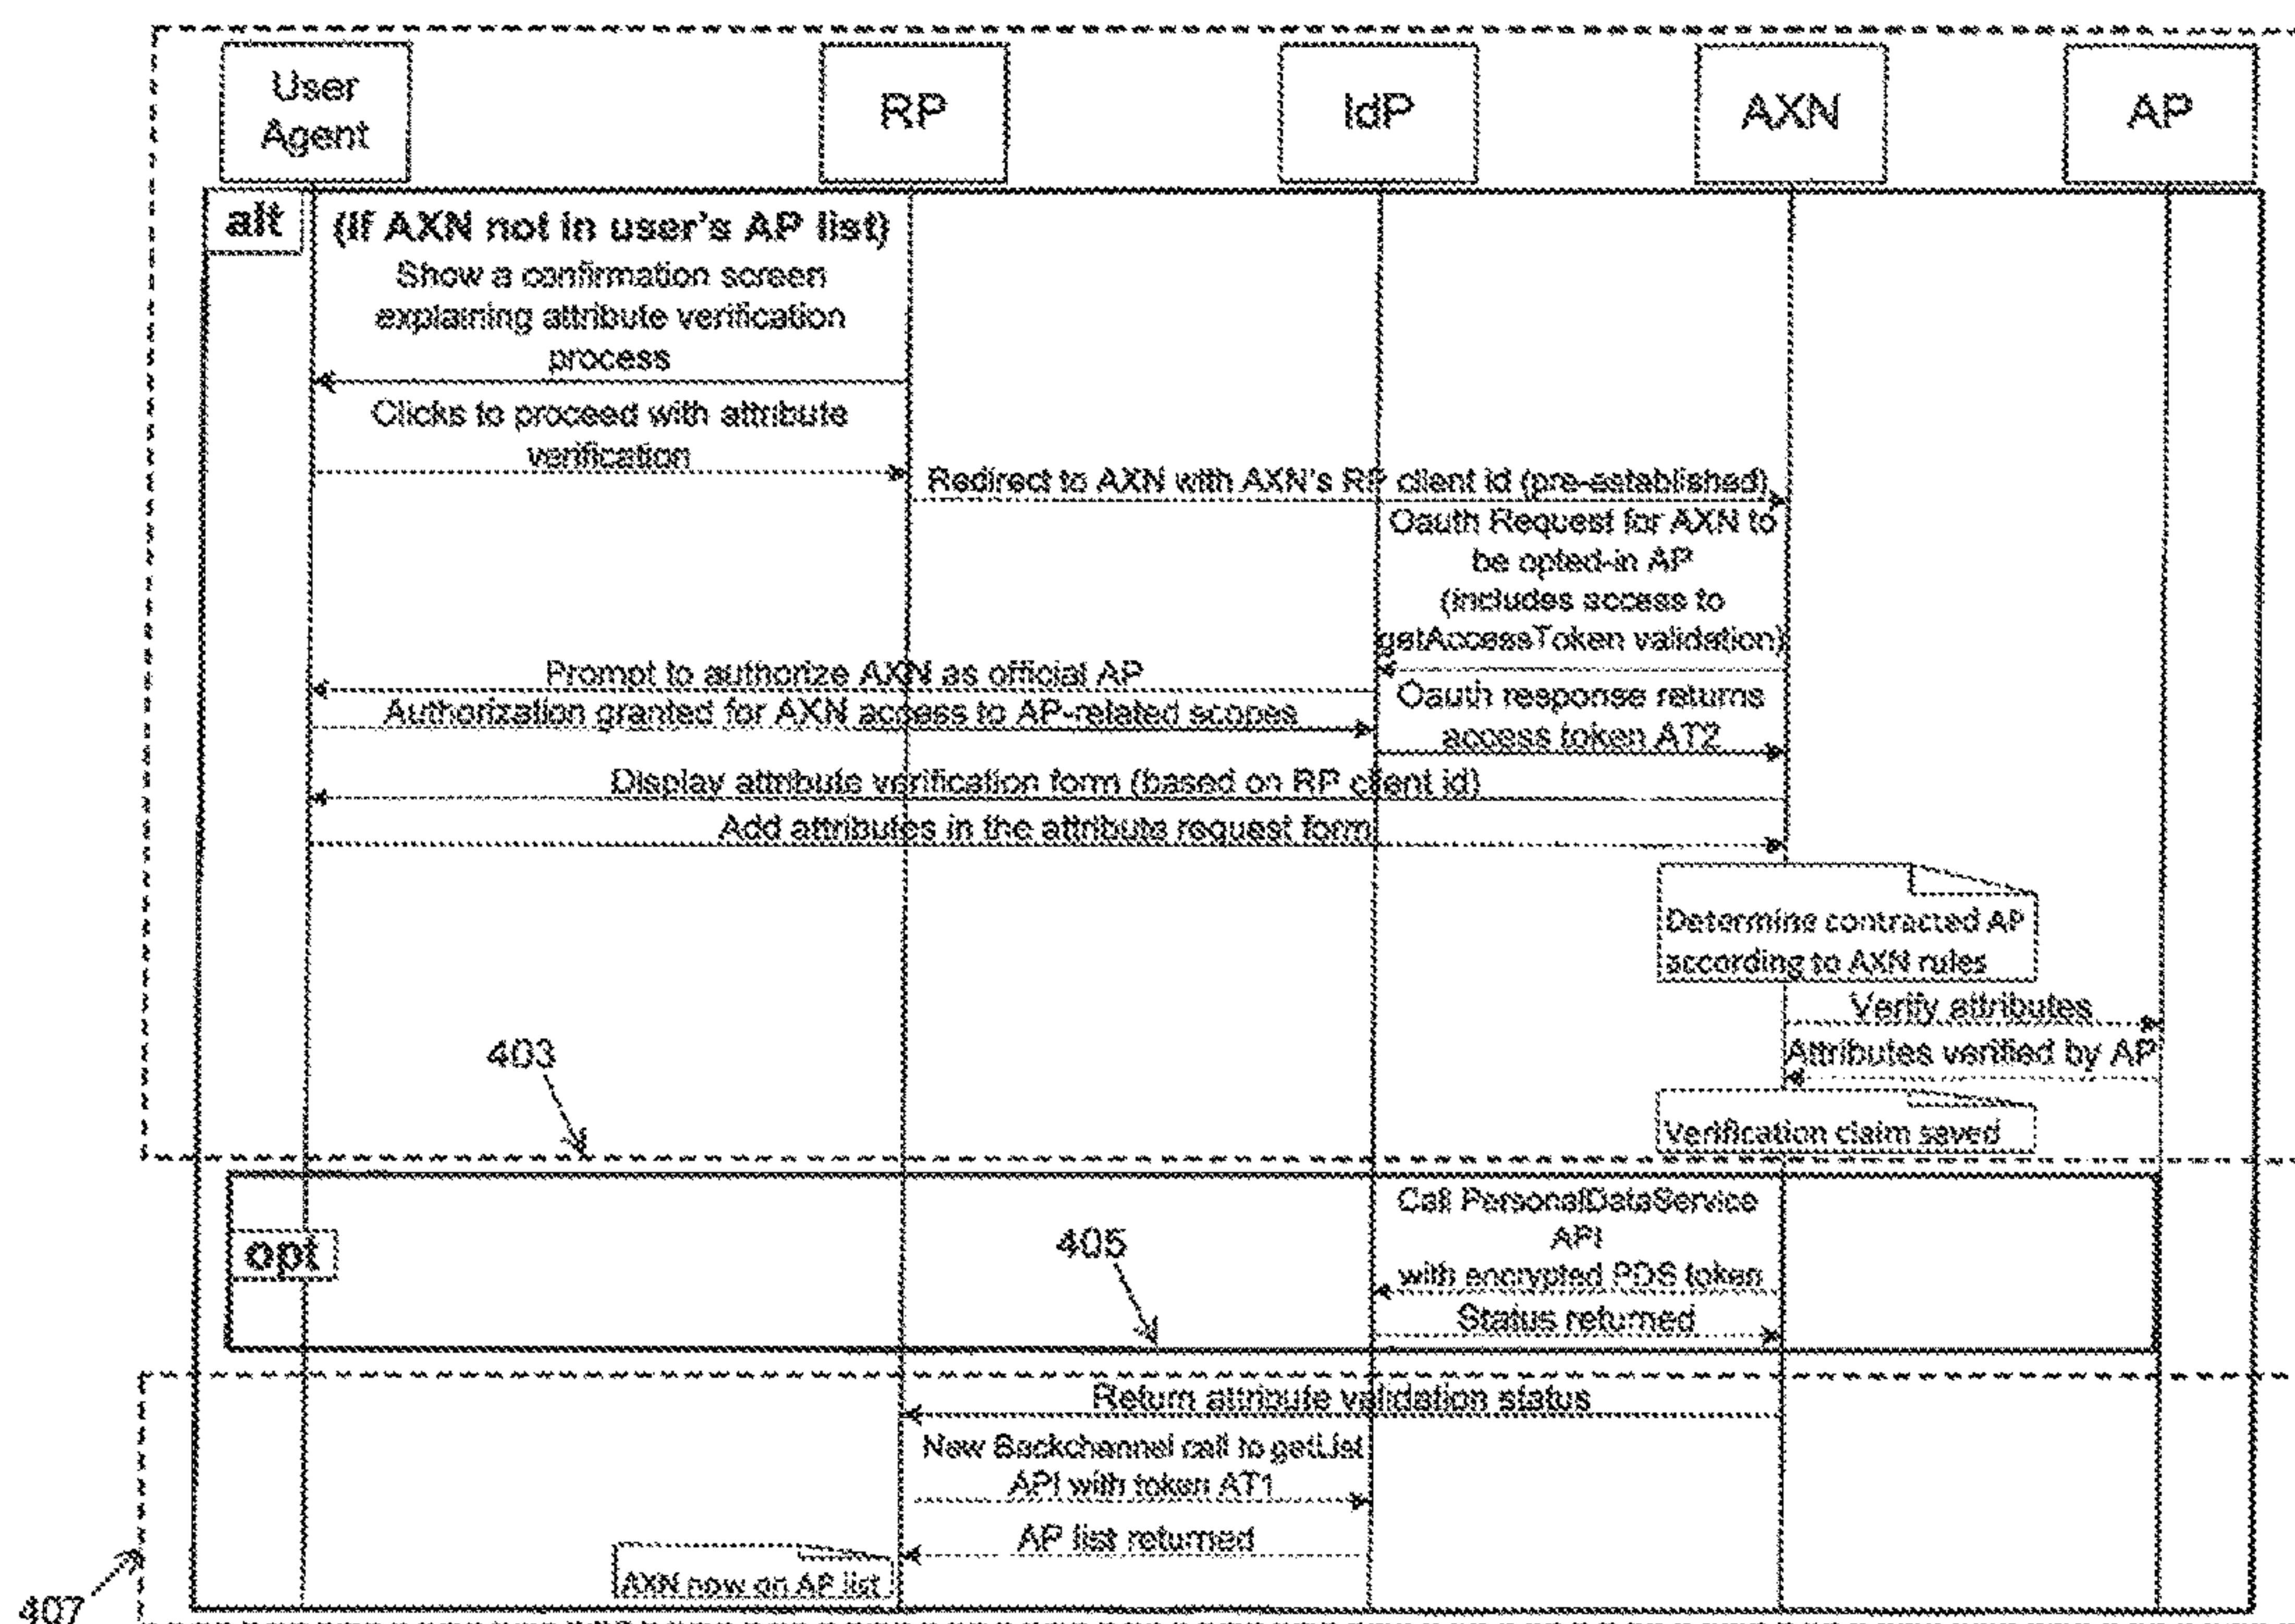 User
Agent
RP
IdP
AXN
AP
alt
(If AXN not in user's AP list)
Show a confirmation screen
explaining attribute verification
process
Clicks to proceed with attribute
verification
Redirect to AXN with AXN's RP client id (pre-established)
Oauth Request for AXN to
be opted-in AP
(includes access to
getAccessToken validation)
Prompt to authorize AXN as official AP
Authorization granted for AXN access to AP-related scopes
Oauth response returns
access token AT2
Display attribute verification form (based on RP client id)
Add attributes in the attribute request form
Determine contracted AP
according to AXN rules
Verify attributes
Attributes verified by AP
403
Verification claim saved
opt
405
Call PersonalDataService
API
with encrypted PDS token
Status returned
Return attribute validation status
New Backchannel call to getList
API with token AT1
AP list returned
AXN now on AP list
407